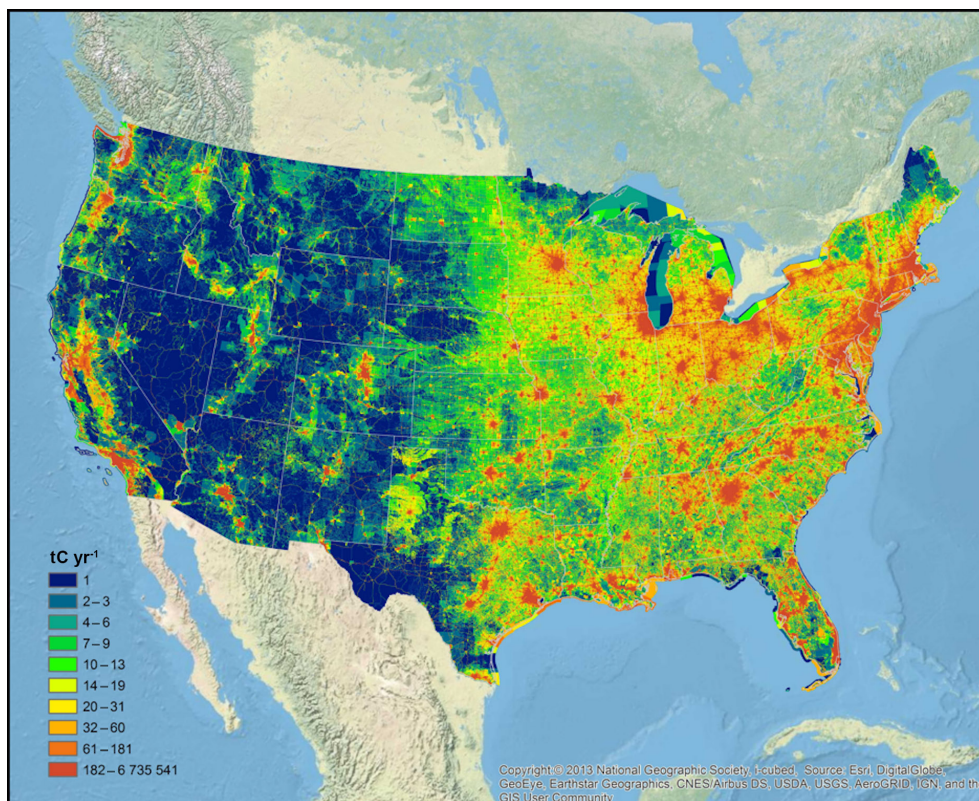 tC yr⁻¹
1
2–3
4–6
7–9
10–13
14–19
20–31
32–60
61–181
182–6 735 541
Copyright:© 2013 National Geographic Society, i-cubed, Source: Esri, DigitalGlobe,
GeoEye, Earthstar Geographics, CNES/Airbus DS, USDA, USGS, AeroGRID, IGN, and the
GIS User Community